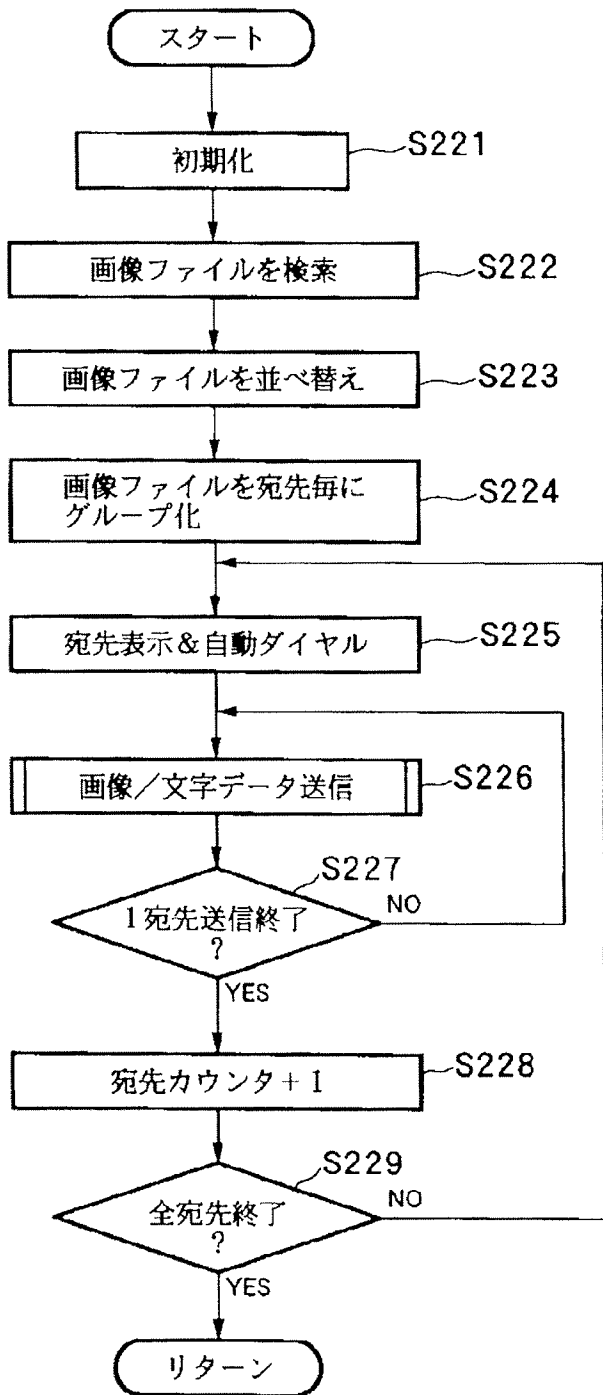 スタート
初期化
S221
画像ファイルを検索
S222
画像ファイルを並べ替え
S223
画像ファイルを宛先毎に
グループ化
S224
宛先表示&自動ダイヤル
S225
画像/文字データ送信
S226
S227
1宛先送信終了
?
NO
YES
宛先カウンタ+1
S228
S229
全宛先終了
?
NO
YES
リターン